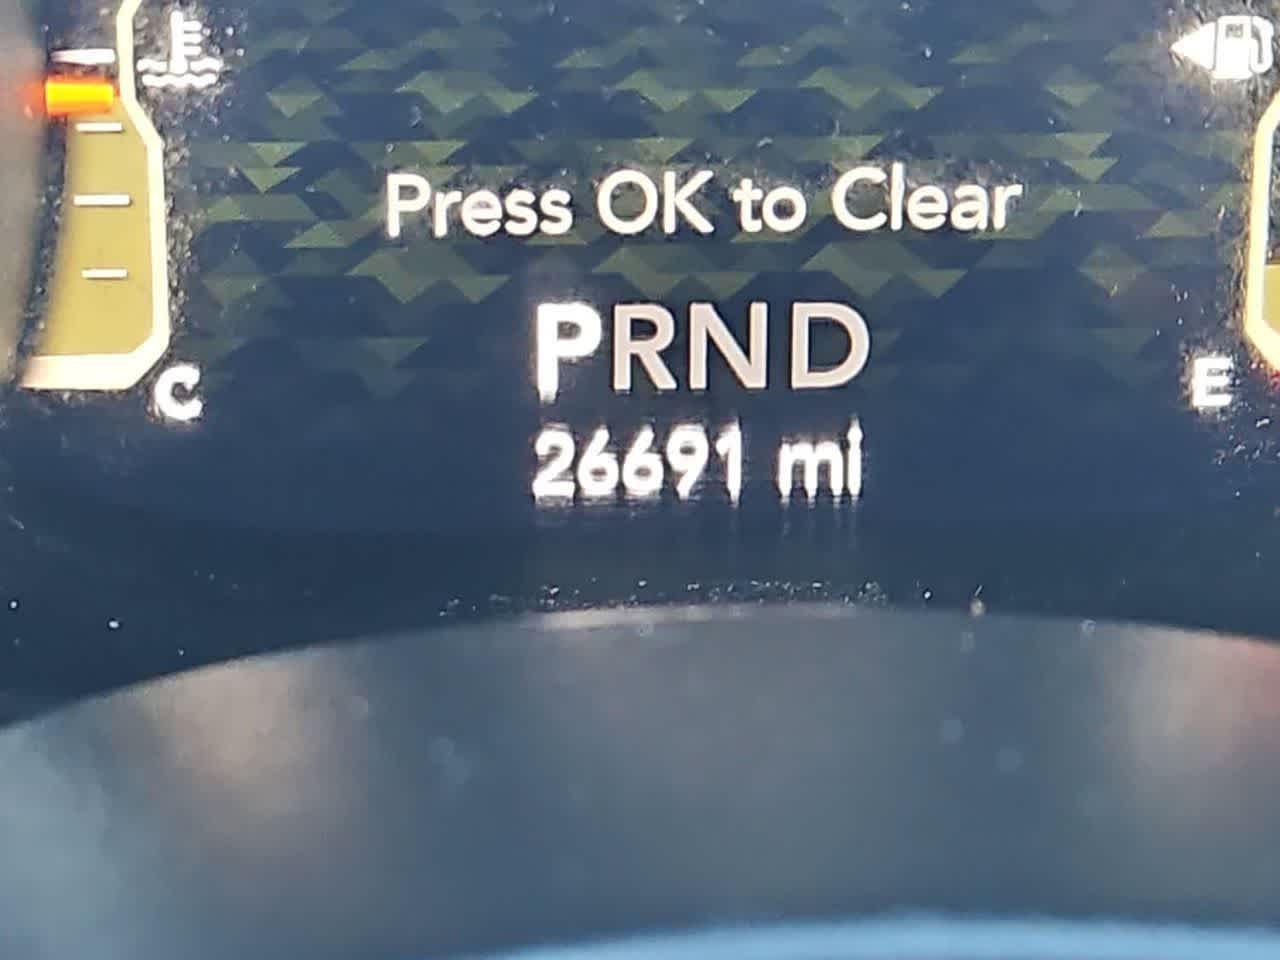 Press OK to Clear
PRND
26691 mi
C
E